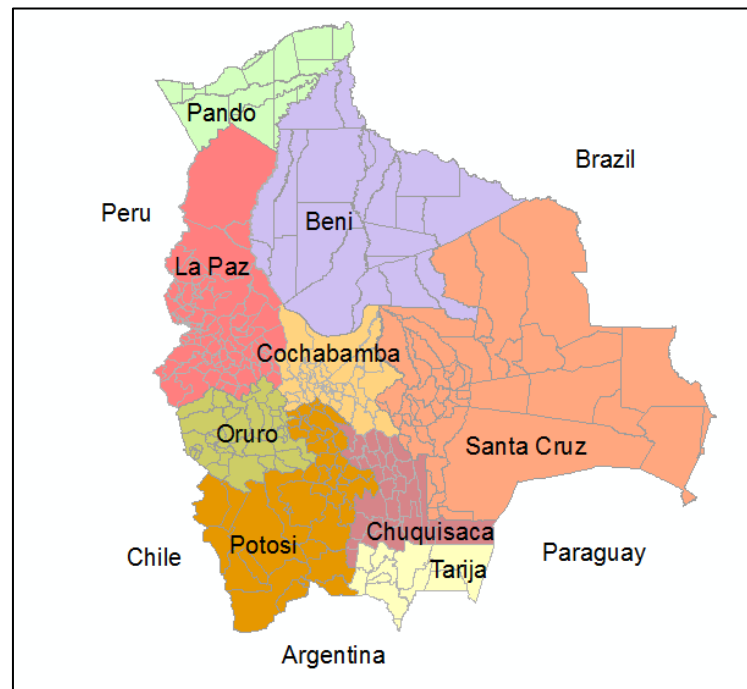 Pando
Brazil
Peru
Beni
La Paz
Cochabamba
Oruro
Santa Cruz
Chuquisaca
Potosi
Chile
Paraguay
Tarija
Argentina